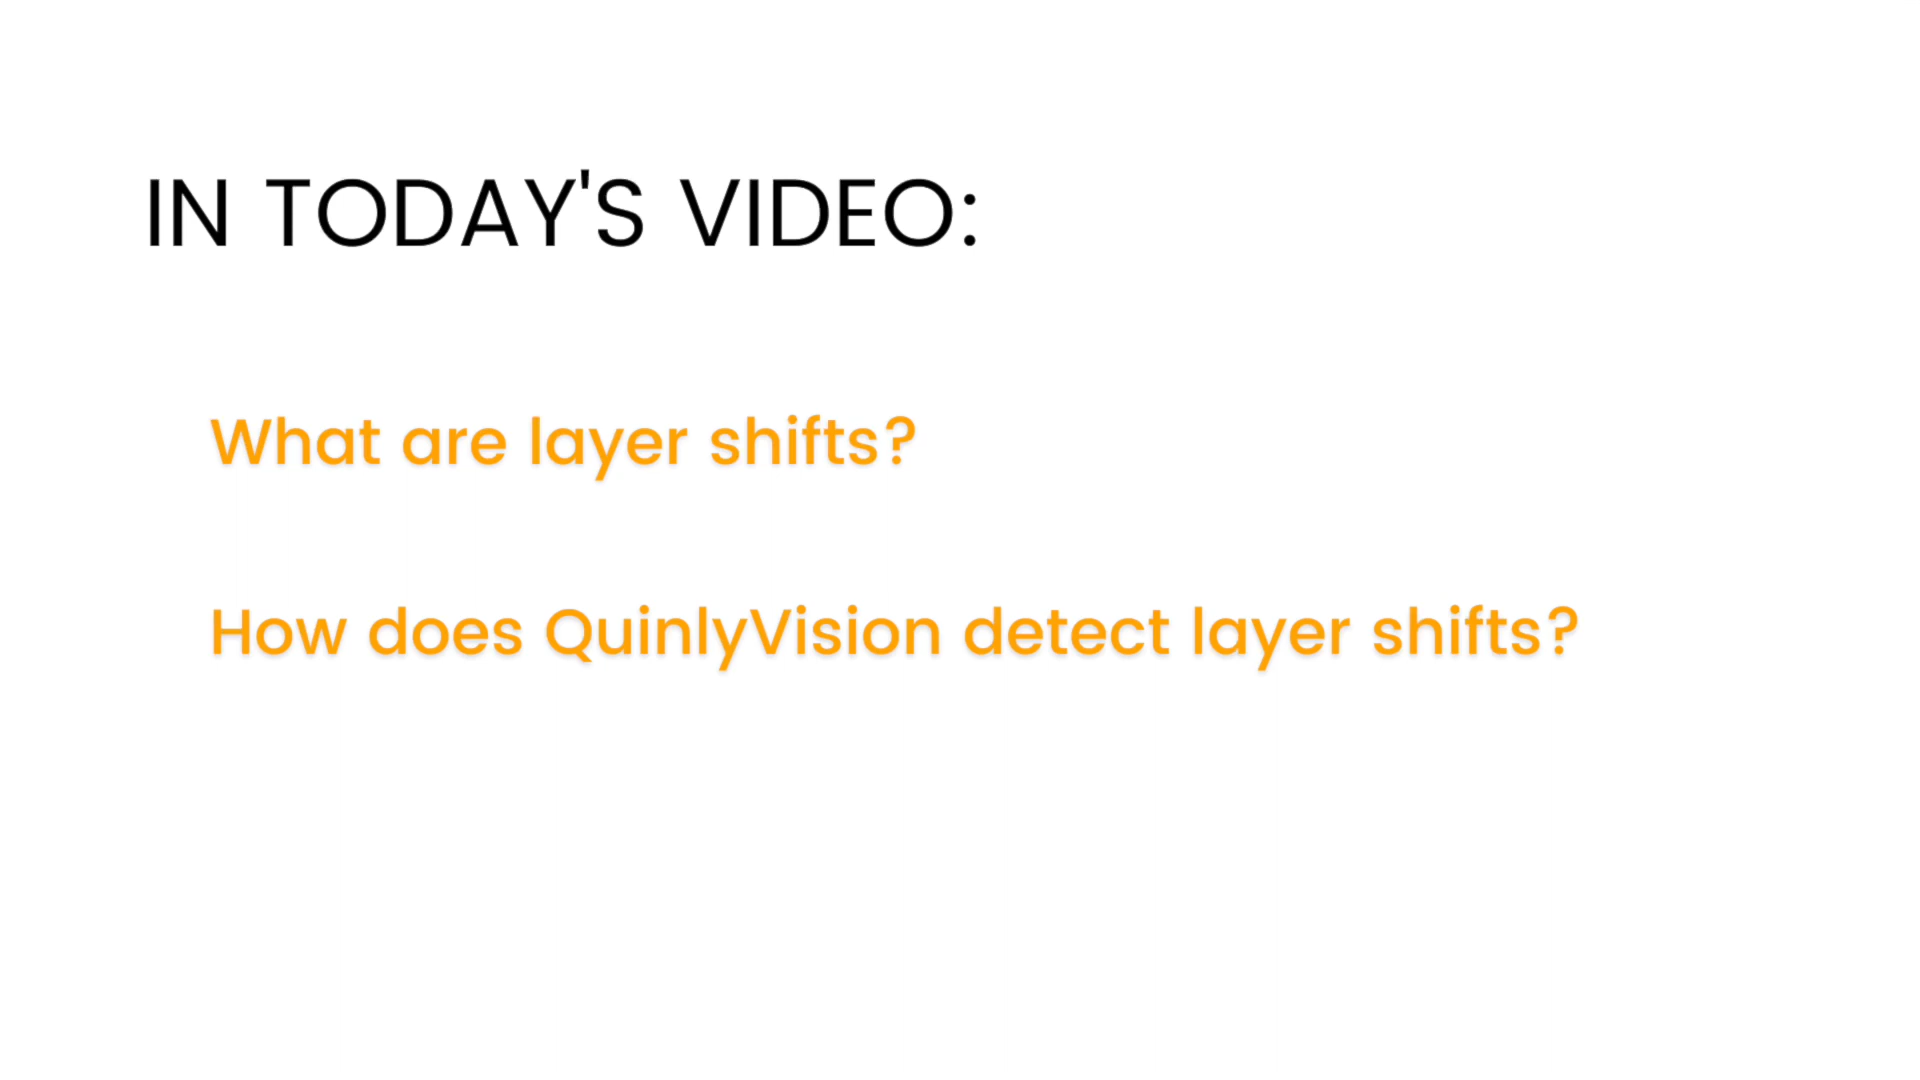 IN TODAY'S VIDEO:
What are layer shifts?
How does QuinlyVision detect layer shifts?